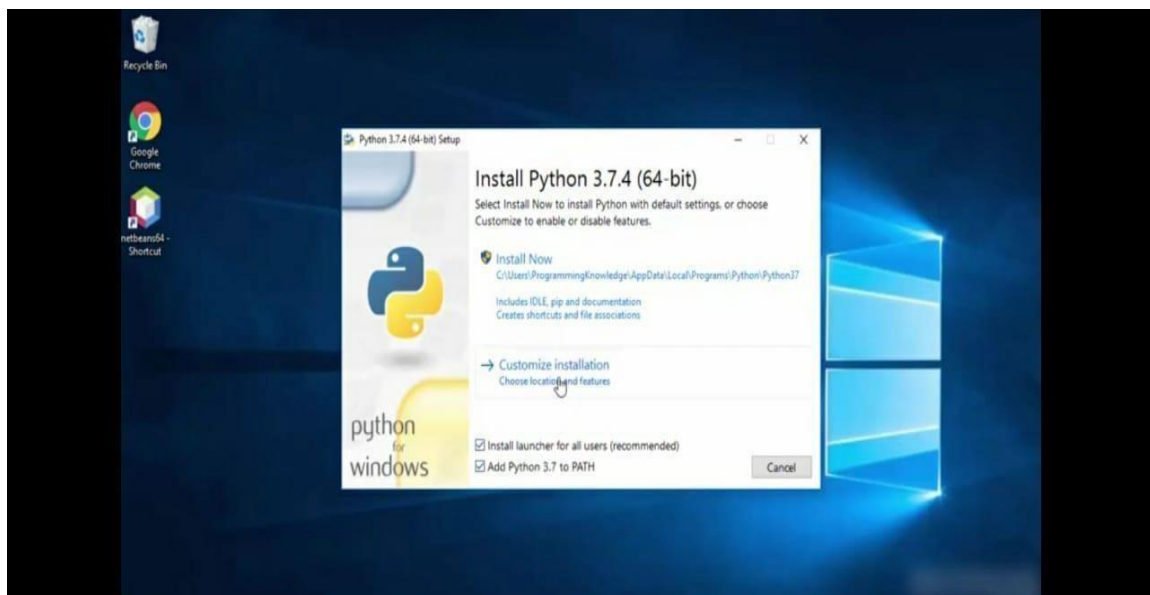 Recycle Bin
Google
Chrome
netbeans64 -
Shortcut
Python 3.7.4 (64-bit) Setup
Install Python 3.7.4 (64-bit)
Select Install Now to install Python with default settings, or choose
Customize to enable or disable features.
Install Now
C:\Users\ProgrammingKnowledge\AppData\Local\Programs\Python\Python37
Includes IDLE, pip and documentation
Creates shortcuts and file associations
Customize installation
Choose location and features
python
for
windows
Install launcher for all users (recommended)
Add Python 3.7 to PATH
Cancel